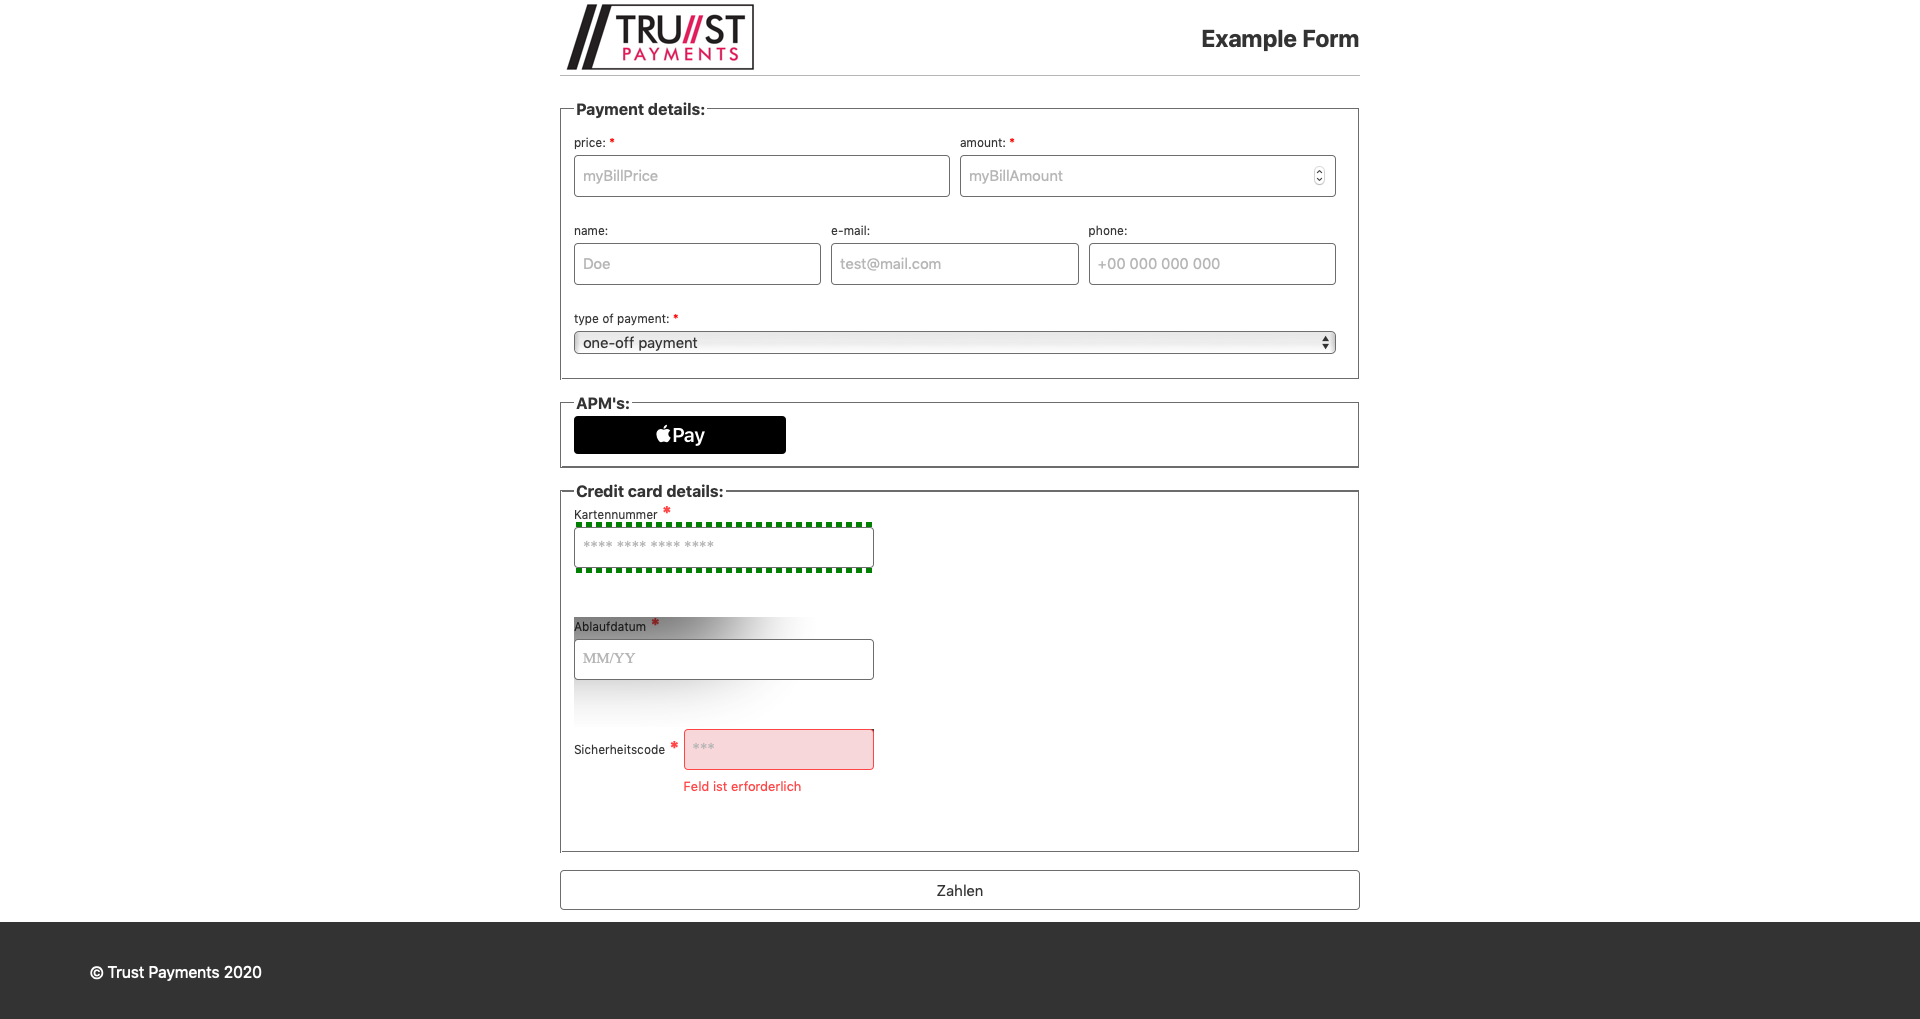 TRU//ST
PAYMENTS
Example Form
Payment details:
price: *
amount: *
myBillPrice
myBillAmount
name:
e-mail:
phone:
Doe
test@mail.com
+00 000 000 000
type of payment: *
one-off payment
APM's:
Pay
Credit card details:
Kartennummer *
**** **** **** ****
Ablaufdatum *
MM/YY
Sicherheitscode *
***
Feld ist erforderlich
Zahlen
© Trust Payments 2020